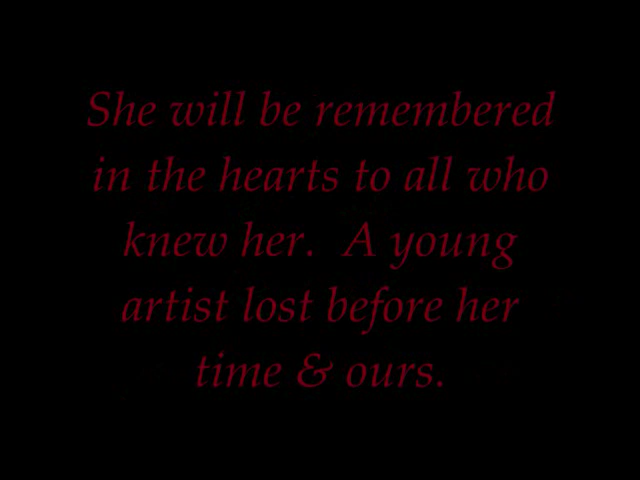 She will be remembered
in the hearts to all who
knew her. A young
artist lost before her
time & ours.